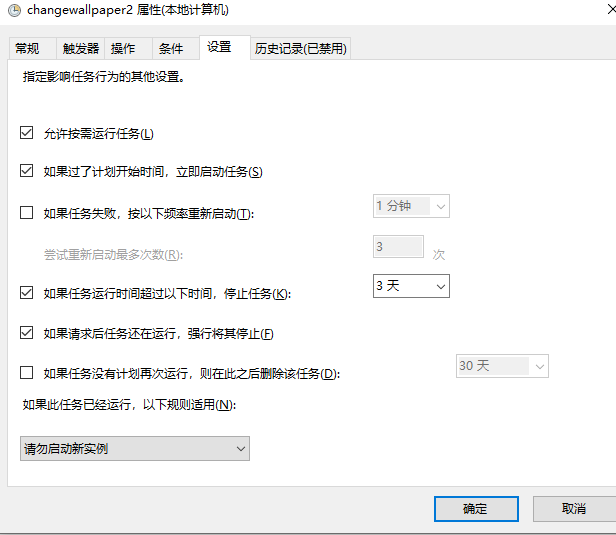 changewallpaper2 属性(本地计算机)
常规 触发器 操作 条件 设置 历史记录(已禁用)
指定影响任务行为的其他设置。
允许按需运行任务(L)
如果过了计划开始时间，立即启动任务(S)
如果任务失败，按以下频率重新启动(T): 1 分钟
尝试重新启动最多次数(R): 3 次
如果任务运行时间超过以下时间，停止任务(K): 3 天
如果请求后任务还在运行，强行将其停止(F)
如果任务没有计划再次运行，则在此之后删除该任务(D): 30 天
如果此任务已经运行，以下规则适用(N):
请勿启动新实例
确定 取消